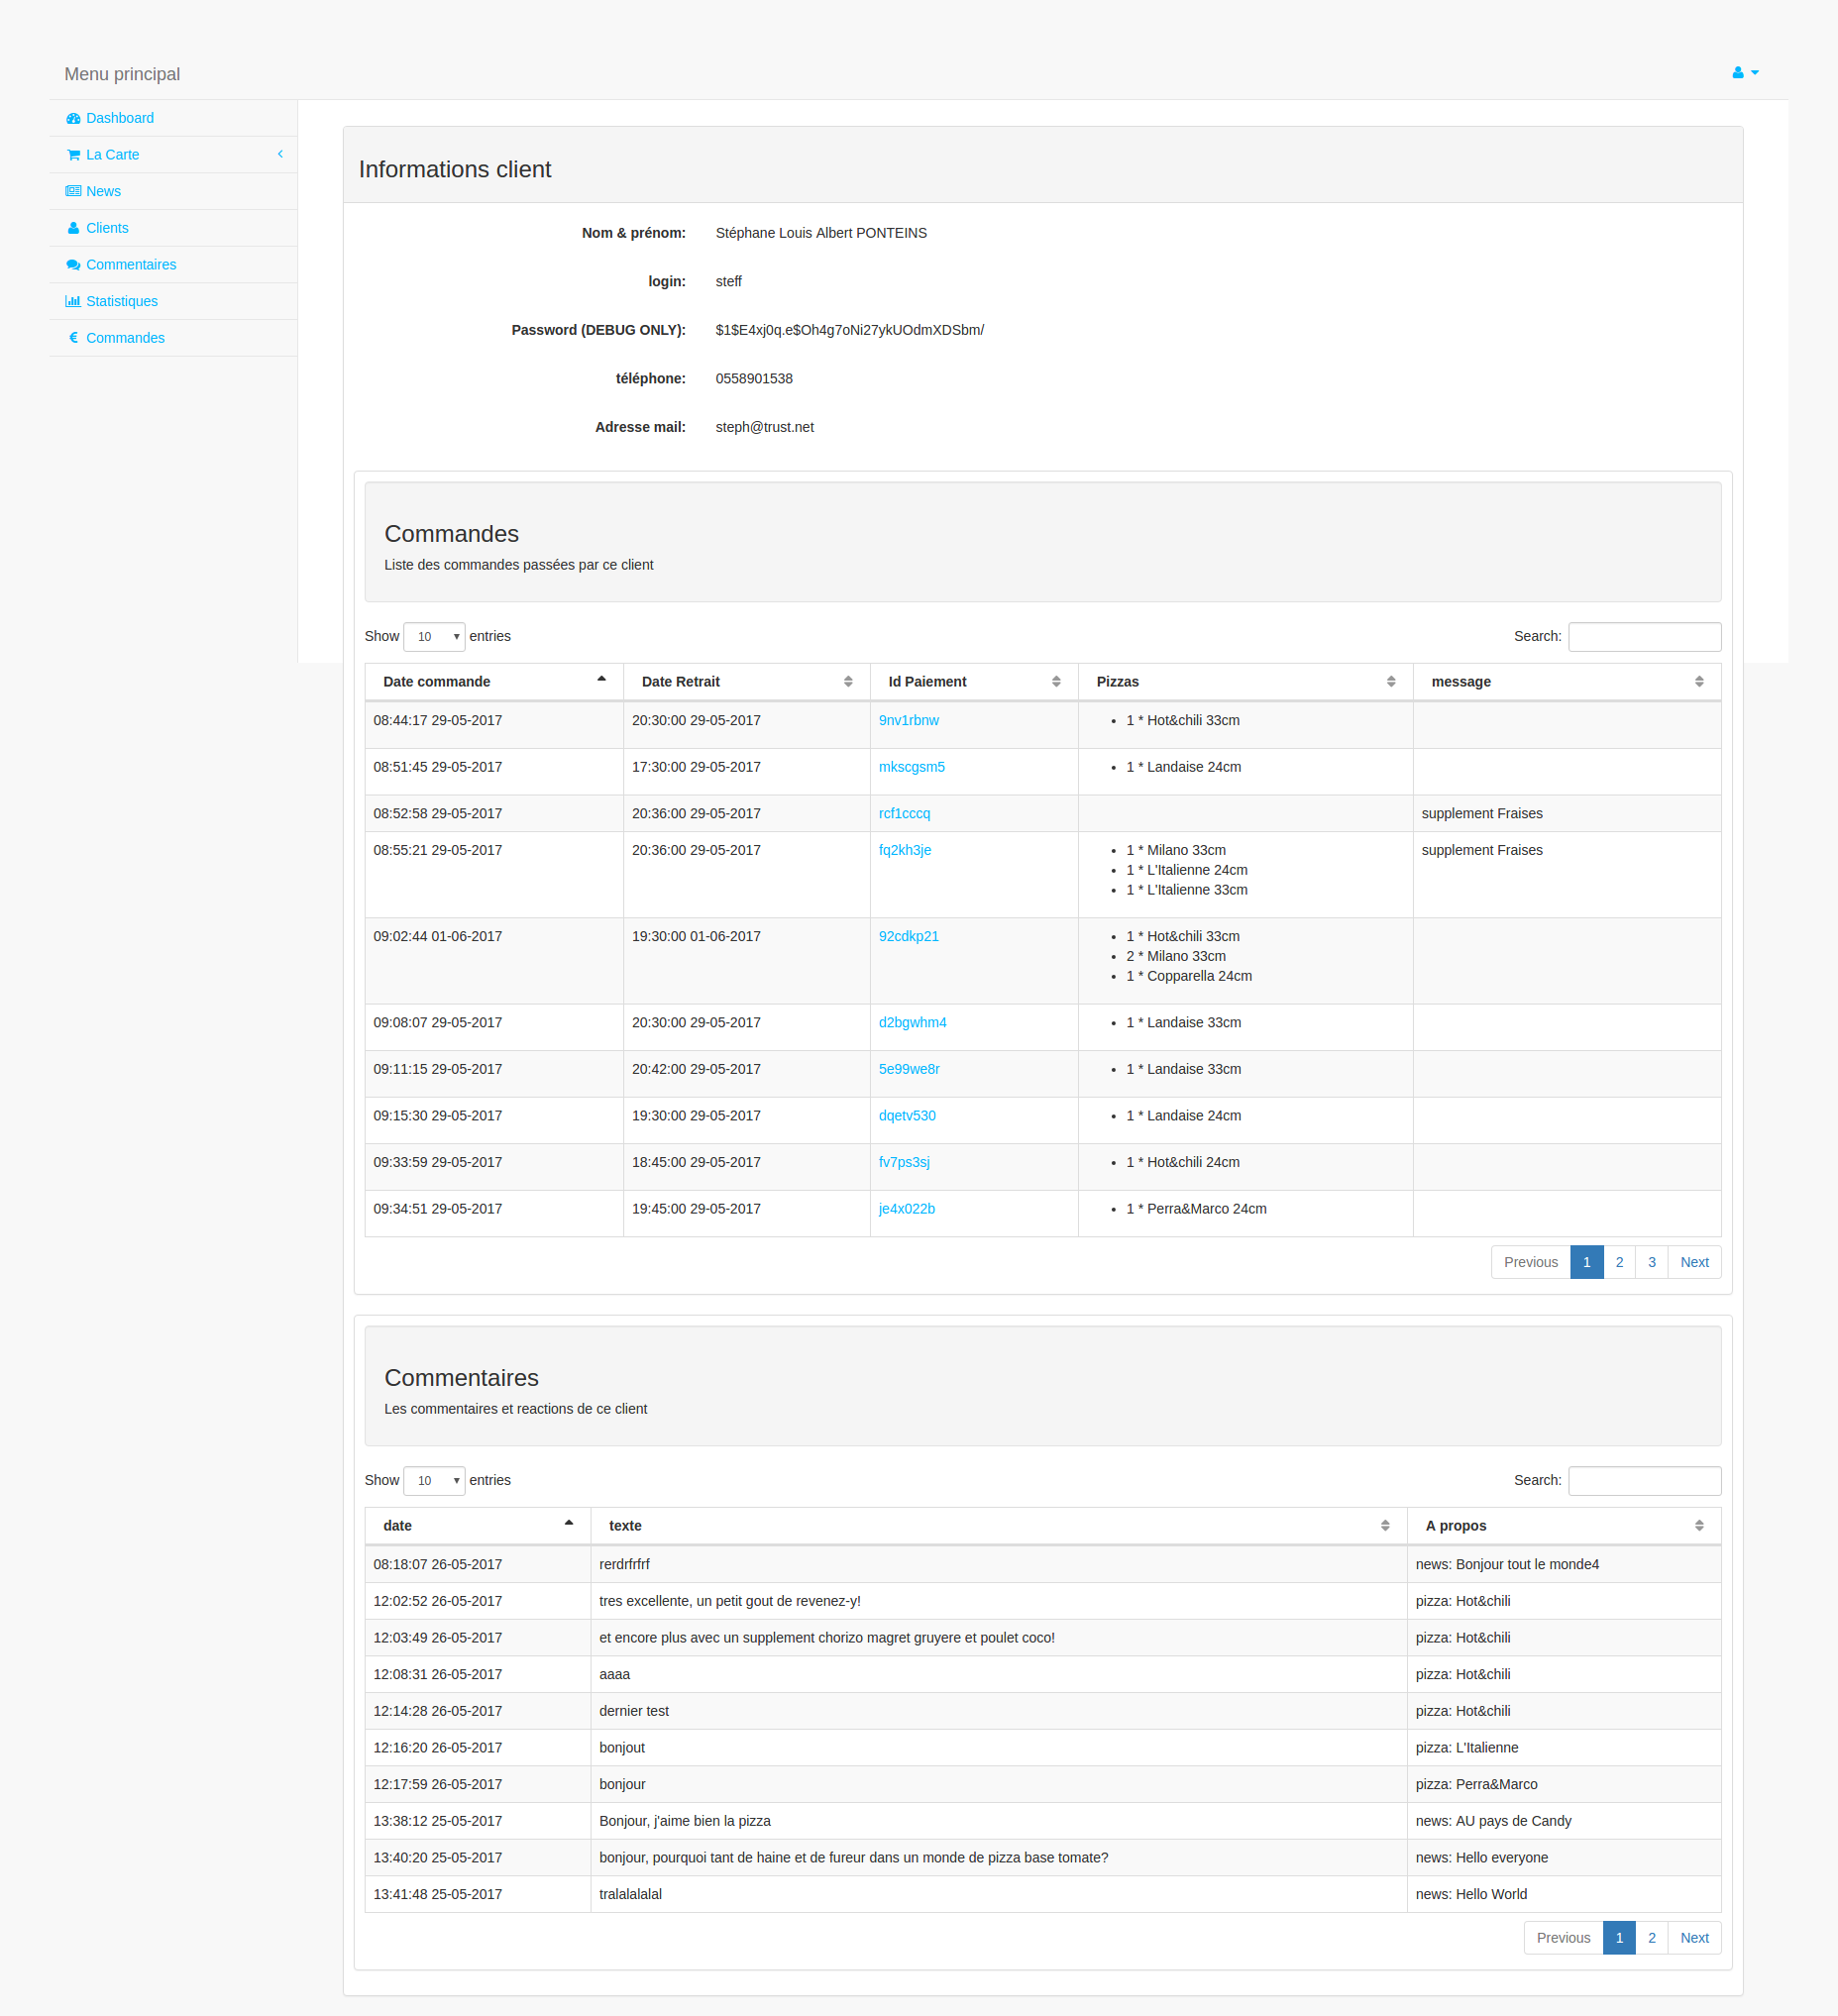 Menu principal
Dashboard
La Carte
News
Clients
Commentaires
Statistiques
Commandes
Informations client
Nom & prénom: Stéphane Louis Albert PONTEINS
login: steff
Password (DEBUG ONLY): $1$E4xj0q.e$Oh4g7oNi27ykUOdmXDSbm/
téléphone: 0558901538
Adresse mail: steph@trust.net
Commandes
Liste des commandes passées par ce client
Show 10 entries Search:
Date commande Date Retrait Id Paiement Pizzas message
08:44:17 29-05-2017 20:30:00 29-05-2017 9nv1rbnw • 1 * Hot&chili 33cm
08:51:45 29-05-2017 17:30:00 29-05-2017 mkscgsm5 • 1 * Landaise 24cm
08:52:58 29-05-2017 20:36:00 29-05-2017 rcf1cccq supplement Fraises
08:55:21 29-05-2017 20:36:00 29-05-2017 fq2kh3je • 1 * Milano 33cm supplement Fraises
• 1 * L'Italienne 24cm
• 1 * L'Italienne 33cm
09:02:44 01-06-2017 19:30:00 01-06-2017 92cdkp21 • 1 * Hot&chili 33cm
• 2 * Milano 33cm
• 1 * Copparella 24cm
09:08:07 29-05-2017 20:30:00 29-05-2017 d2bgwhm4 • 1 * Landaise 33cm
09:11:15 29-05-2017 20:42:00 29-05-2017 5e99we8r • 1 * Landaise 33cm
09:15:30 29-05-2017 19:30:00 29-05-2017 dqetv530 • 1 * Landaise 24cm
09:33:59 29-05-2017 18:45:00 29-05-2017 fv7ps3sj • 1 * Hot&chili 24cm
09:34:51 29-05-2017 19:45:00 29-05-2017 je4x022b • 1 * Perra&Marco 24cm
Previous 1 2 3 Next
Commentaires
Les commentaires et reactions de ce client
Show 10 entries Search:
date texte A propos
08:18:07 26-05-2017 rerdrfrfrf news: Bonjour tout le monde4
12:02:52 26-05-2017 tres excellente, un petit gout de revenez-y! pizza: Hot&chili
12:03:49 26-05-2017 et encore plus avec un supplement chorizo magret gruyere et poulet coco! pizza: Hot&chili
12:08:31 26-05-2017 aaaa pizza: Hot&chili
12:14:28 26-05-2017 dernier test pizza: Hot&chili
12:16:20 26-05-2017 bonjout pizza: L'Italienne
12:17:59 26-05-2017 bonjour pizza: Perra&Marco
13:38:12 25-05-2017 Bonjour, j'aime bien la pizza news: AU pays de Candy
13:40:20 25-05-2017 bonjour, pourquoi tant de haine et de fureur dans un monde de pizza base tomate? news: Hello everyone
13:41:48 25-05-2017 tralalalalal news: Hello World
Previous 1 2 Next